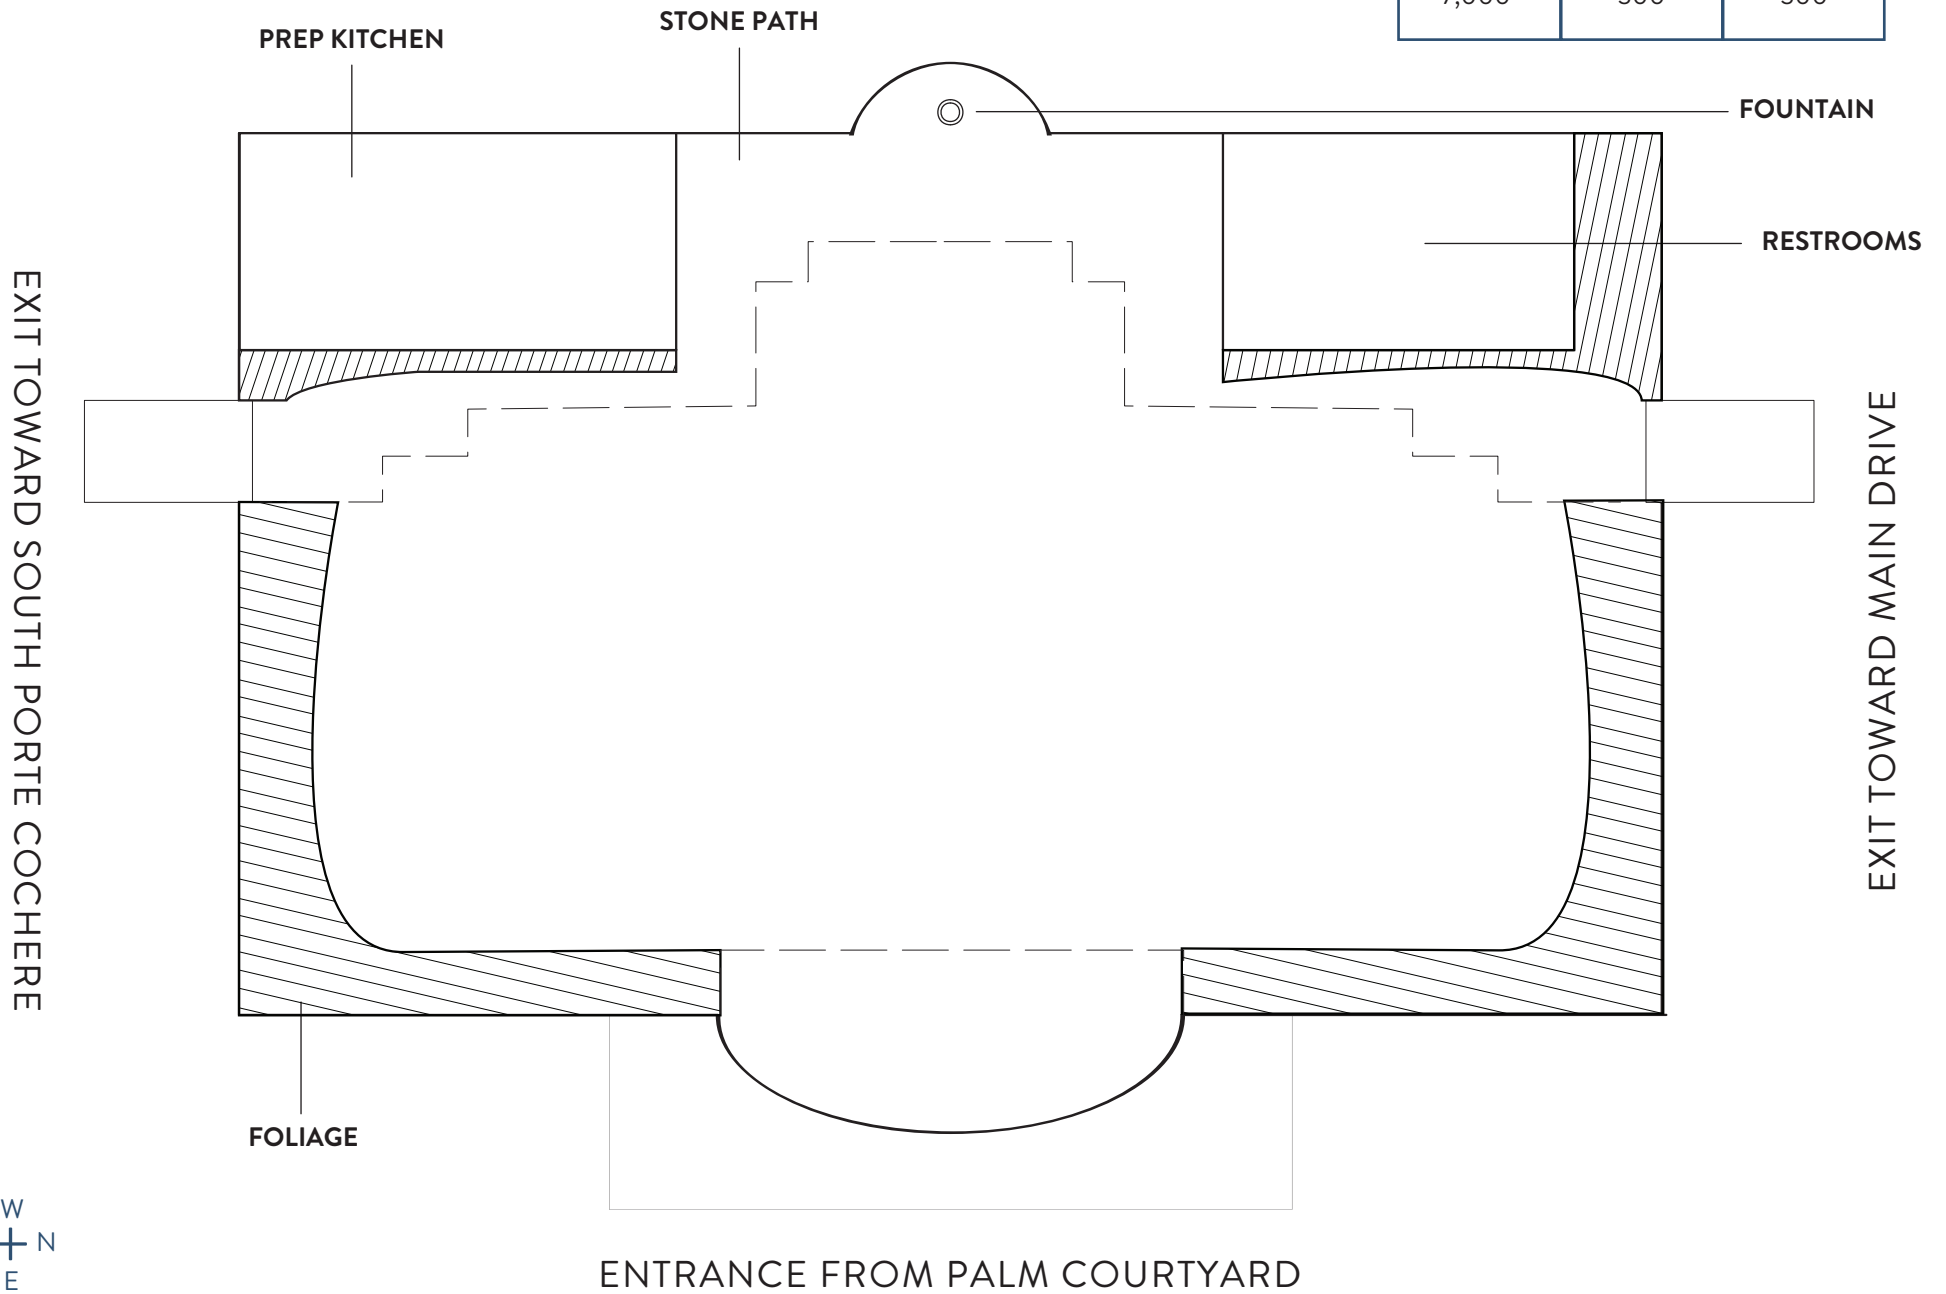 STONE PATH
PREP KITCHEN
FOUNTAIN
RESTROOMS
EXIT TOWARD SOUTH PORTE COCHERE
EXIT TOWARD MAIN DRIVE
FOLIAGE
W
N
E
ENTRANCE FROM PALM COURTYARD